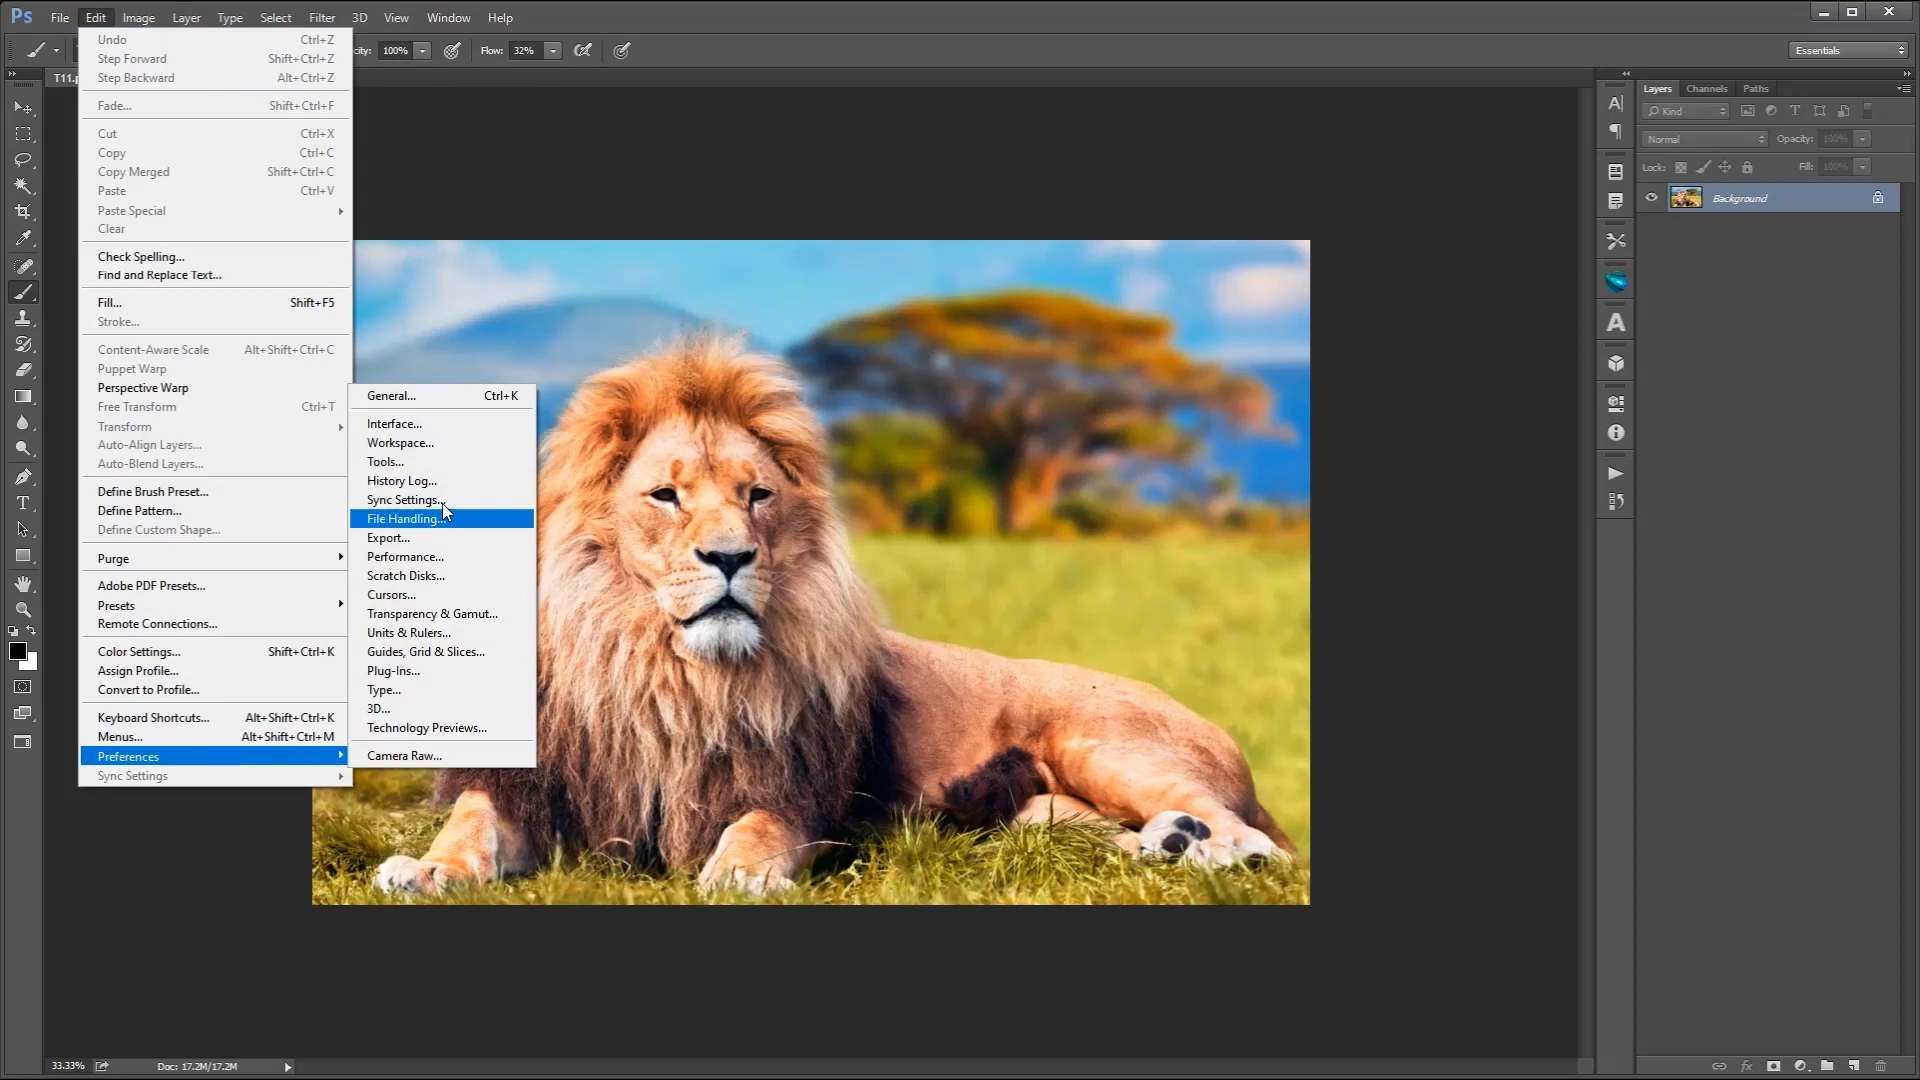 Ps File Edit Image Layer Type Select Filter 3D View Window Help
100% Flow: 32% Essentials
Undo Ctrl+Z
Step Forward Shift+Ctrl+Z
Step Backward Alt+Ctrl+Z
Fade... Shift+Ctrl+F
Cut Ctrl+X
Copy Ctrl+C
Copy Merged Shift+Ctrl+C
Paste Ctrl+V
Paste Special
Clear
Check Spelling...
Find and Replace Text...
Fill... Shift+F5
Stroke...
Content-Aware Scale Alt+Shift+Ctrl+C
Puppet Warp
Perspective Warp
Free Transform Ctrl+T
Transform
Auto-Align Layers...
Auto-Blend Layers...
Define Brush Preset...
Define Pattern...
Define Custom Shape...
Purge
Adobe PDF Presets...
Presets
Remote Connections...
Color Settings... Shift+Ctrl+K
Assign Profile...
Convert to Profile...
Keyboard Shortcuts... Alt+Shift+Ctrl+K
Menus... Alt+Shift+Ctrl+M
Preferences
Sync Settings
General... Ctrl+K
Interface...
Workspace...
Tools...
History Log...
Sync Settings...
File Handling...
Export...
Performance...
Scratch Disks...
Cursors...
Transparency & Gamut...
Units & Rulers...
Guides, Grid & Slices...
Plug-Ins...
Type...
3D...
Technology Previews...
Camera Raw...
Layers Channels Paths
Kind
Normal Opacity: 100%
Lock: Fill: 100%
Background
33.33% Doc: 17.2M/17.2M